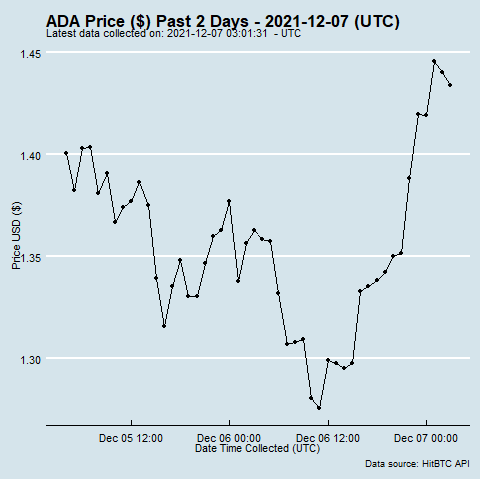 ADA Price ($) Past 2 Days - 2021-12-07 (UTC)
Latest data collected on: 2021-12-07 03:01:31 - UTC
1.45
1.40
1.35
1.30
Price USD ($)
Dec 05 12:00 Dec 06 00:00 Dec 06 12:00 Dec 07 00:00
Date Time Collected (UTC)
Data source: HitBTC API